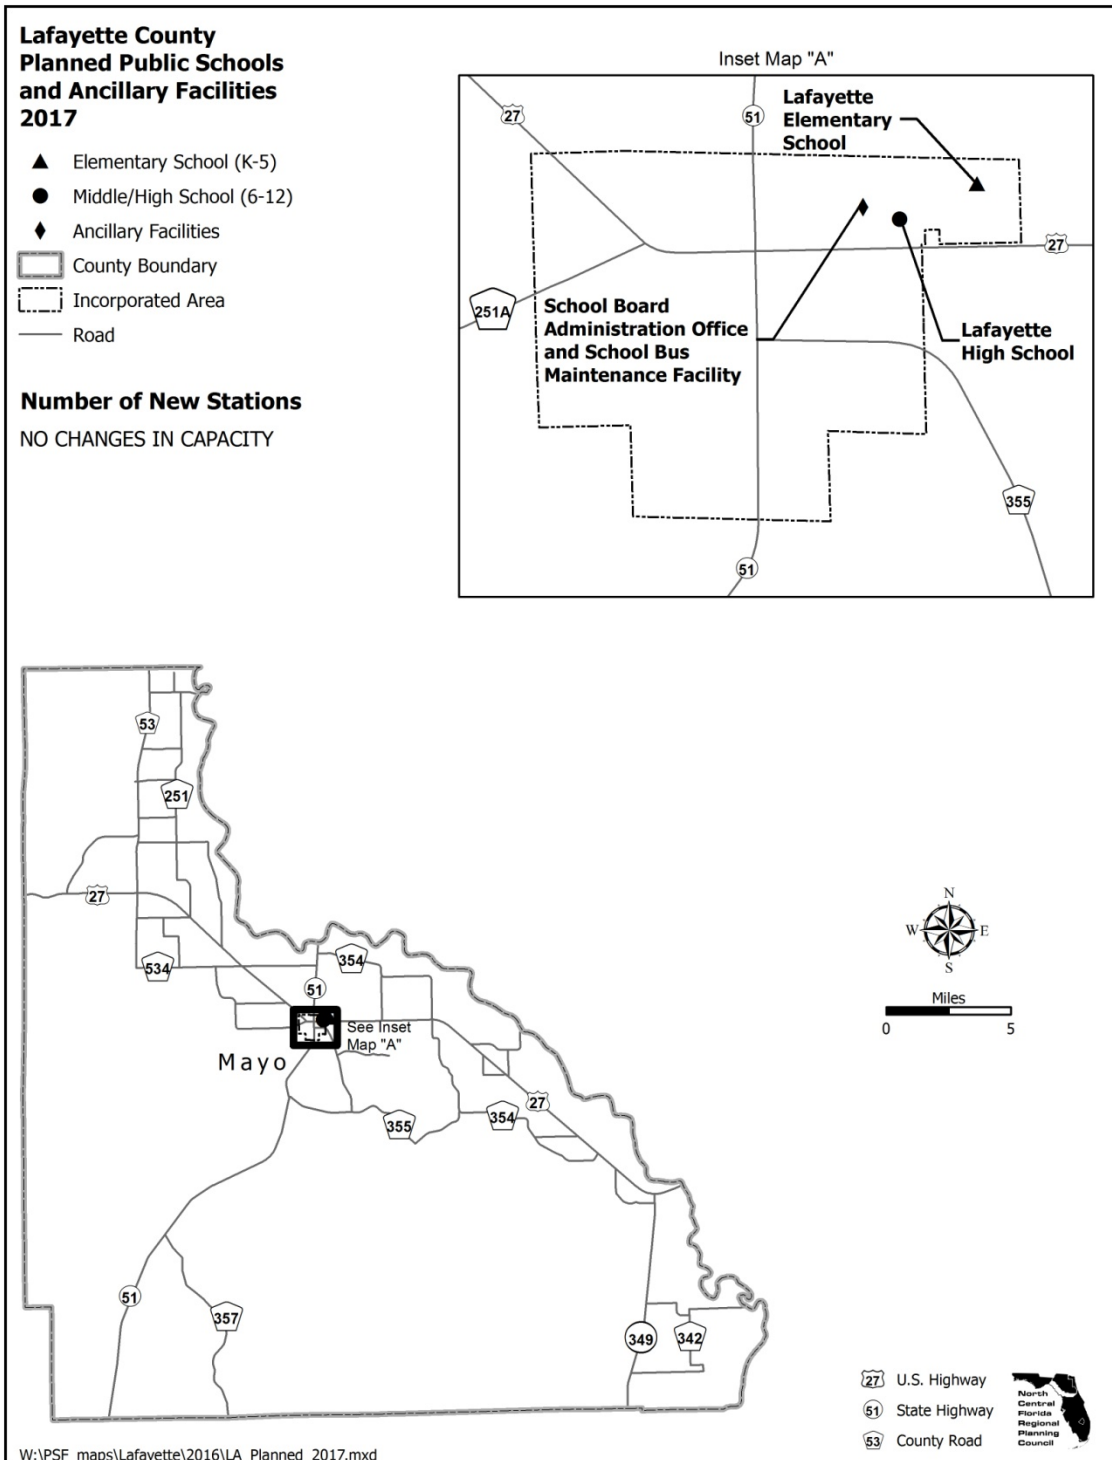 Lafayette County
Planned Public Schools
and Ancillary Facilities
2017
Elementary School (K-5)
Middle/High School (6-12)
Ancillary Facilities
County Boundary
Incorporated Area
Road
Number of New Stations
NO CHANGES IN CAPACITY
Inset Map "A"
27
51
Lafayette
Elementary
School
27
251A
School Board
Administration Office
and School Bus
Maintenance Facility
Lafayette
High School
355
51
53
251
27
534
354
51
See Inset
Map "A"
Mayo
27
354
355
51
357
349
342
N
W
E
S
Miles
0
5
27
U.S. Highway
51
State Highway
53
County Road
North
Central
Florida
Regional
Planning
Council
W:\PSF_maps\Lafayette\2016\LA_Planned_2017.mxd